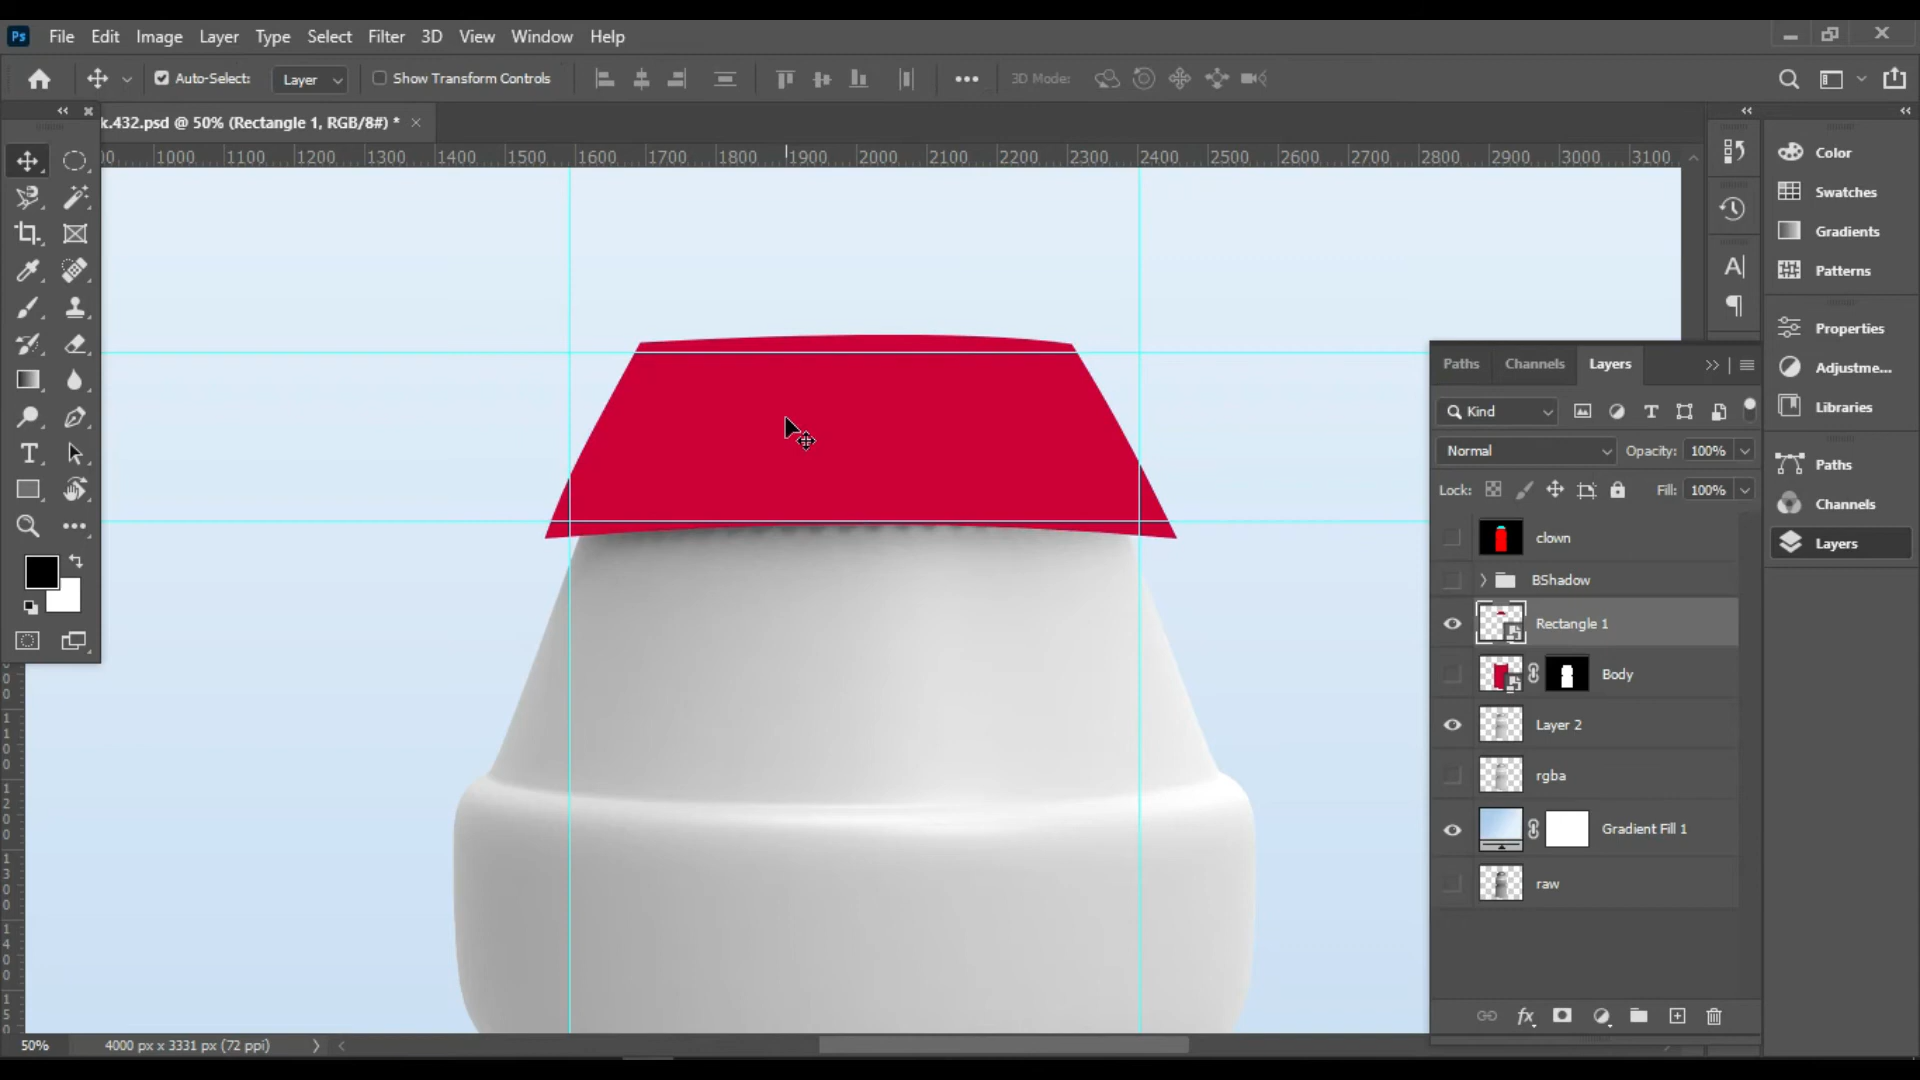 Ps File Edit Image Layer Type Select Filter 3D View Window Help
Auto-Select: Layer Show Transform Controls 3D Mode:
k.432.psd @ 50% (Rectangle 1, RGB/8#) * ×
00 1000 1100 1200 1300 1400 1500 1600 1700 1800 1900 2000 2100 2200 2300 2400 2500 2600 2700 2800 2900 3000 3100
Color
Swatches
Gradients
Patterns
Properties
Adjustme...
Libraries
Paths
Channels
Layers
Paths Channels Layers
Kind
Normal Opacity: 100%
Lock: Fill: 100%
clown
BShadow
Rectangle 1
Body
Layer 2
rgba
Gradient Fill 1
raw
fx
50% 4000 px x 3331 px (72 ppi)